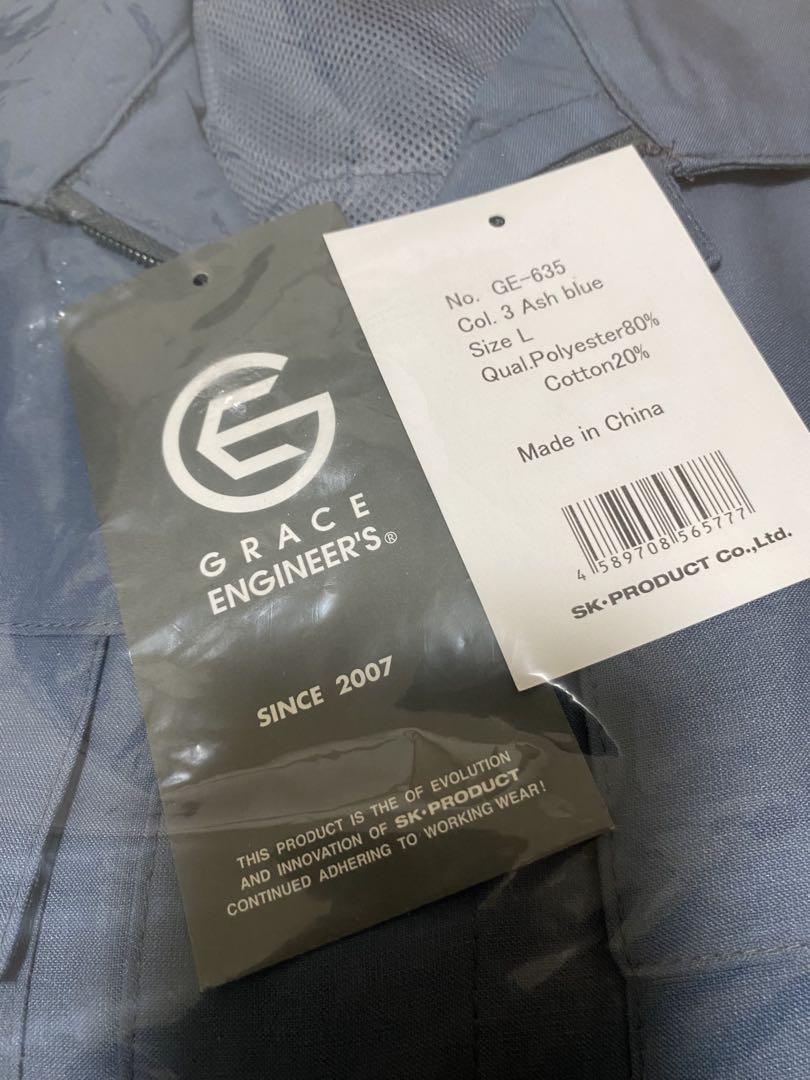 GE
GRACE
ENGINEER'S®
SINCE 2007
THIS PRODUCT IS THE OF EVOLUTION
AND INNOVATION OF SK•PRODUCT
CONTINUED ADHERING TO WORKING WEAR!
No. GE-635
Col. 3 Ash blue
Size L
Qual.Polyester80%
Cotton20%
Made in China
4 589708 565777
SK•PRODUCT Co.,Ltd.